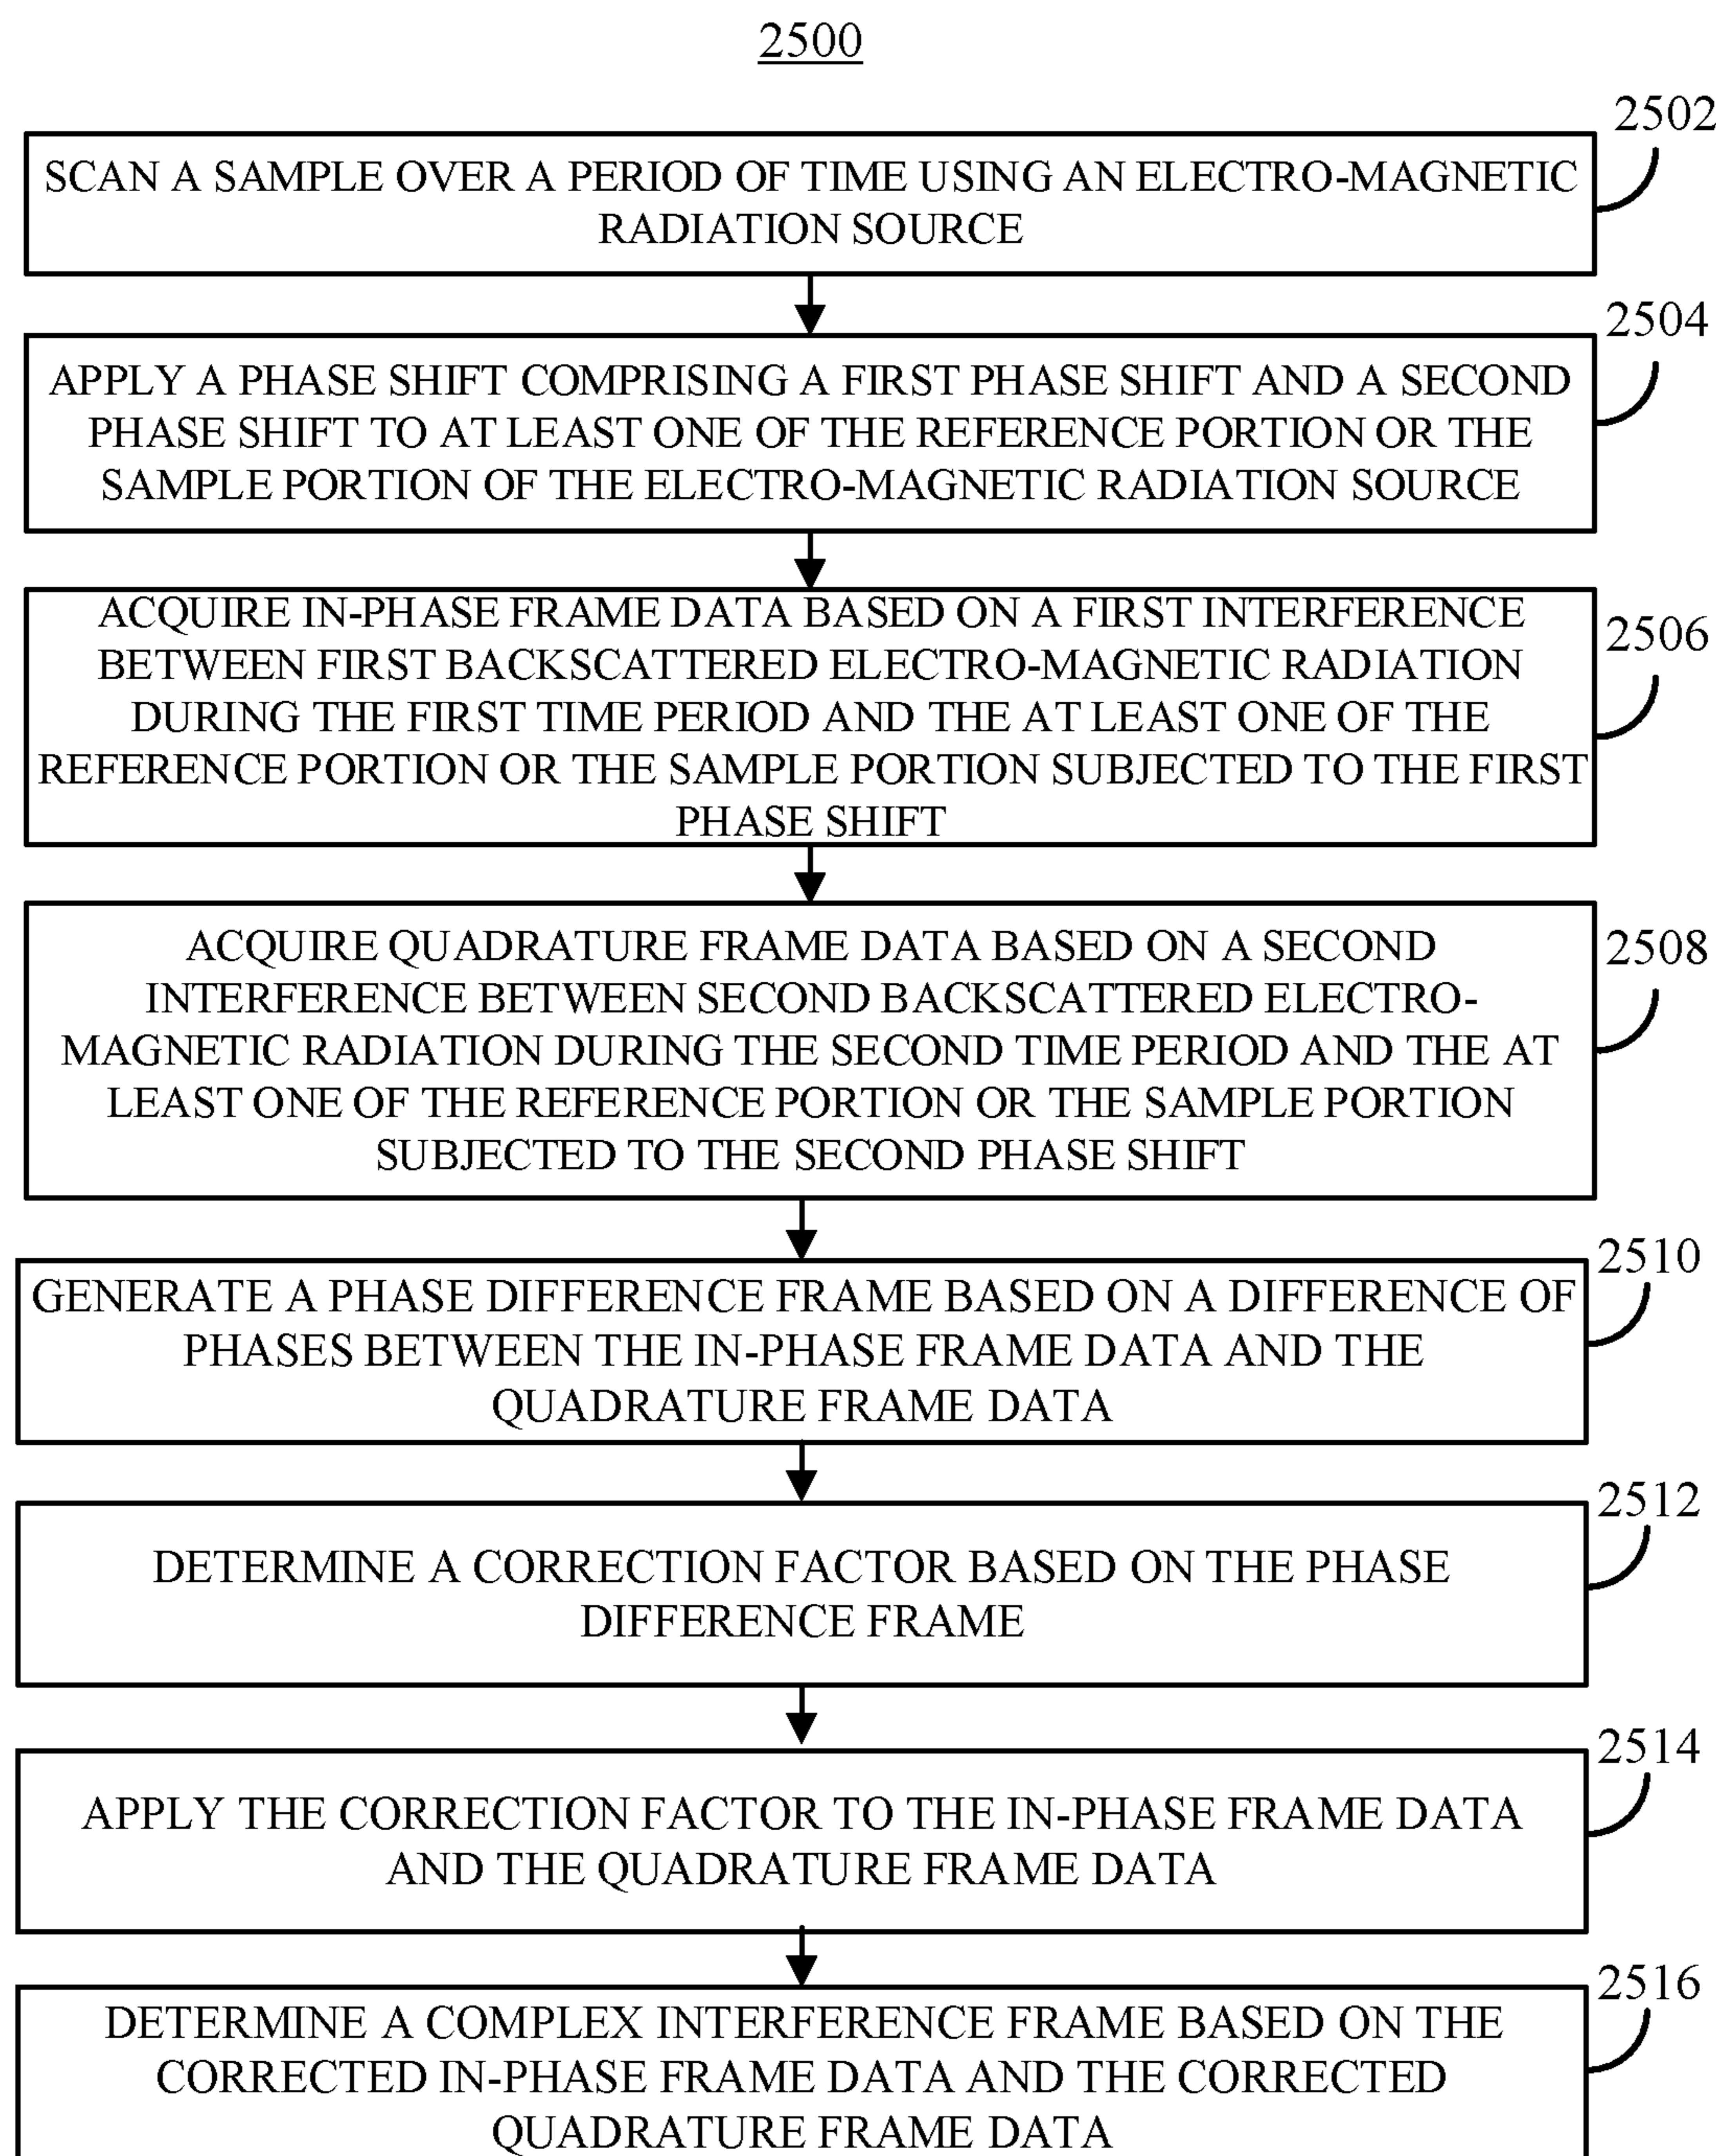 2500
2502
SCAN A SAMPLE OVER A PERIOD OF TIME USING AN ELECTRO-MAGNETIC
RADIATION SOURCE
2504
APPLY A PHASE SHIFT COMPRISING A FIRST PHASE SHIFT AND A SECOND
PHASE SHIFT TO AT LEAST ONE OF THE REFERENCE PORTION OR THE
SAMPLE PORTION OF THE ELECTRO-MAGNETIC RADIATION SOURCE
2506
ACQUIRE IN-PHASE FRAME DATA BASED ON A FIRST INTERFERENCE
BETWEEN FIRST BACKSCATTERED ELECTRO-MAGNETIC RADIATION
DURING THE FIRST TIME PERIOD AND THE AT LEAST ONE OF THE
REFERENCE PORTION OR THE SAMPLE PORTION SUBJECTED TO THE FIRST
PHASE SHIFT
2508
ACQUIRE QUADRATURE FRAME DATA BASED ON A SECOND
INTERFERENCE BETWEEN SECOND BACKSCATTERED ELECTRO-
MAGNETIC RADIATION DURING THE SECOND TIME PERIOD AND THE AT
LEAST ONE OF THE REFERENCE PORTION OR THE SAMPLE PORTION
SUBJECTED TO THE SECOND PHASE SHIFT
2510
GENERATE A PHASE DIFFERENCE FRAME BASED ON A DIFFERENCE OF
PHASES BETWEEN THE IN-PHASE FRAME DATA AND THE
QUADRATURE FRAME DATA
2512
DETERMINE A CORRECTION FACTOR BASED ON THE PHASE
DIFFERENCE FRAME
2514
APPLY THE CORRECTION FACTOR TO THE IN-PHASE FRAME DATA
AND THE QUADRATURE FRAME DATA
2516
DETERMINE A COMPLEX INTERFERENCE FRAME BASED ON THE
CORRECTED IN-PHASE FRAME DATA AND THE CORRECTED
QUADRATURE FRAME DATA